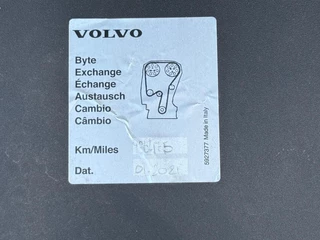 VOLVO
Byte
Exchange
Échange
Austausch
Cambio
Câmbio
Km/Miles
Dat.
5927377. Made in Italy